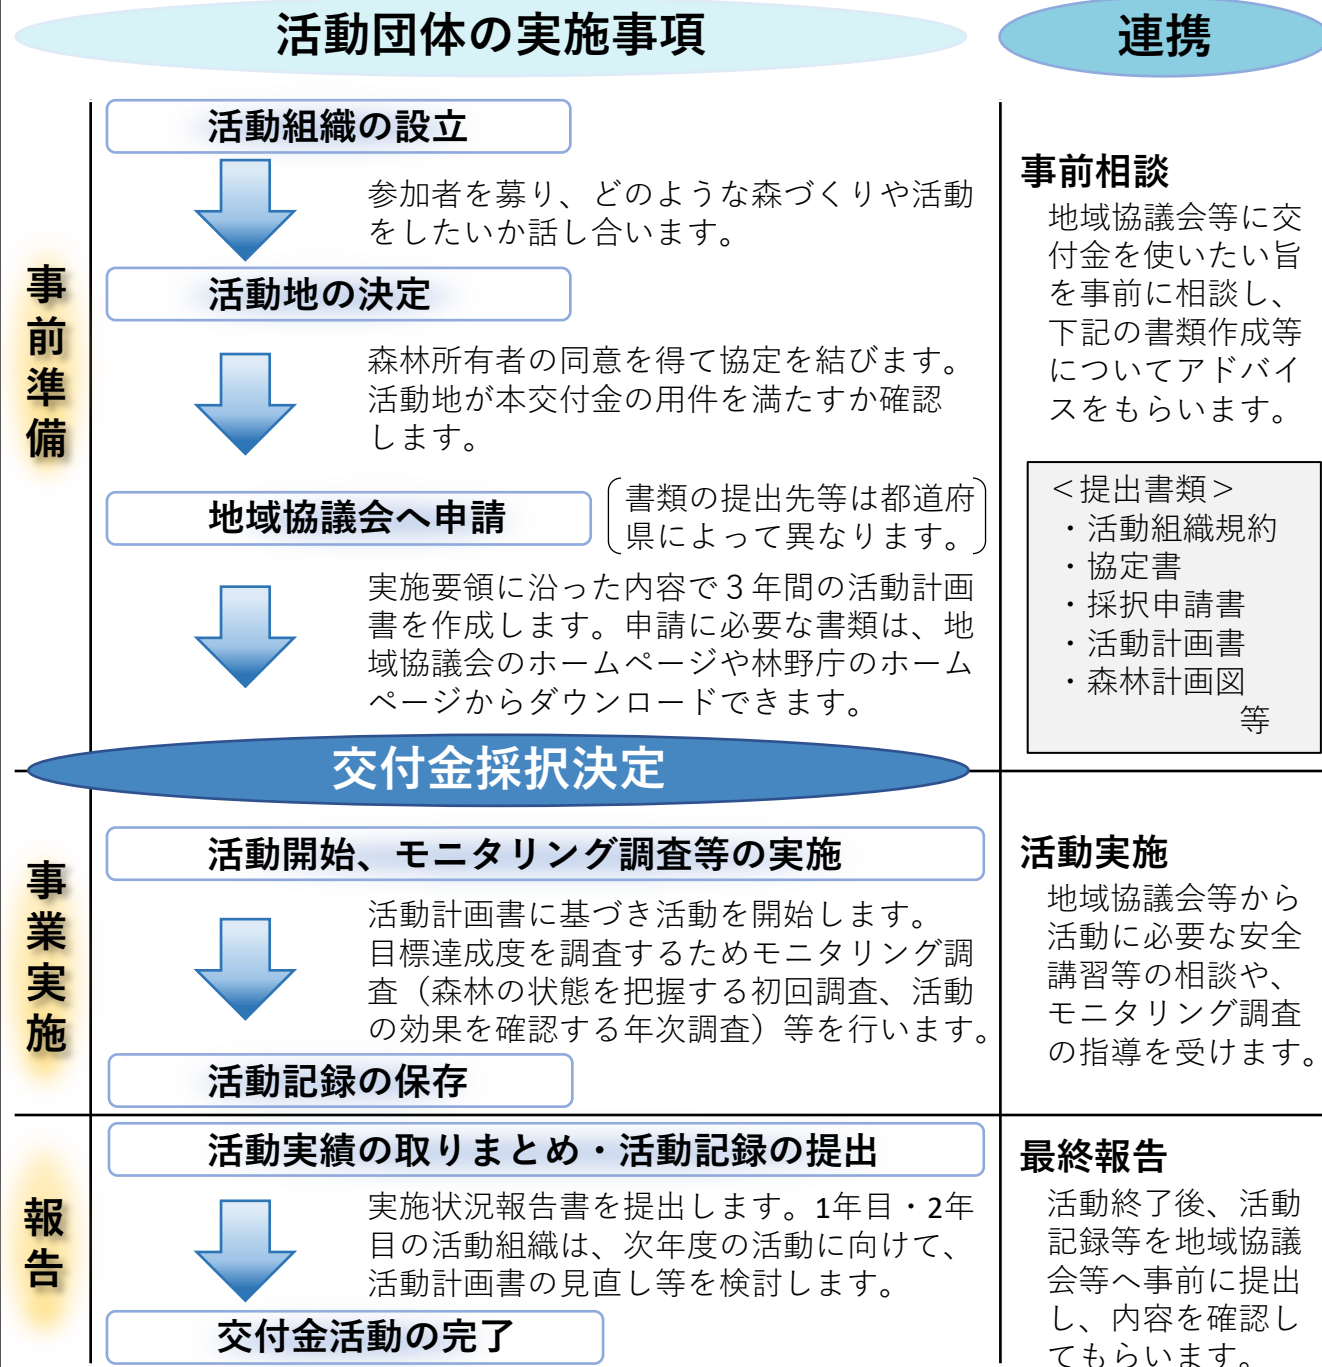 活動団体の実施事項
連携
事前準備
活動組織の設立
参加者を募り、どのような森づくりや活動
をしたいか話し合います。
活動地の決定
森林所有者の同意を得て協定を結びます。
活動地が本交付金の用件を満たすか確認
します。
地域協議会へ申請
書類の提出先等は都道府
県によって異なります。
実施要領に沿った内容で３年間の活動計画
書を作成します。申請に必要な書類は、地
域協議会のホームページや林野庁のホーム
ページからダウンロードできます。
事前相談
地域協議会等に交
付金を使いたい旨
を事前に相談し、
下記の書類作成等
についてアドバイ
スをもらいます。
＜提出書類＞
・活動組織規約
・協定書
・採択申請書
・活動計画書
・森林計画図
等
交付金採択決定
事業実施
活動開始、モニタリング調査等の実施
活動計画書に基づき活動を開始します。
目標達成度を調査するためモニタリング調
査（森林の状態を把握する初回調査、活動
の効果を確認する年次調査）等を行います。
活動記録の保存
活動実施
地域協議会等から
活動に必要な安全
講習等の相談や、
モニタリング調査
の指導を受けます。
報告
活動実績の取りまとめ・活動記録の提出
実施状況報告書を提出します。1年目・2年
目の活動組織は、次年度の活動に向けて、
活動計画書の見直し等を検討します。
交付金活動の完了
最終報告
活動終了後、活動
記録等を地域協議
会等へ事前に提出
し、内容を確認し
てもらいます。